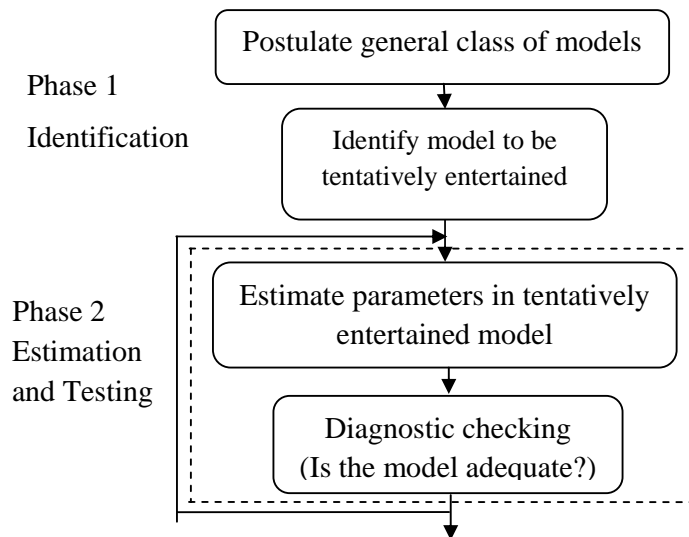 Postulate general class of models
Phase 1
Identification
Identify model to be
tentatively entertained
Phase 2
Estimation
and Testing
Estimate parameters in tentatively
entertained model
Diagnostic checking
(Is the model adequate?)